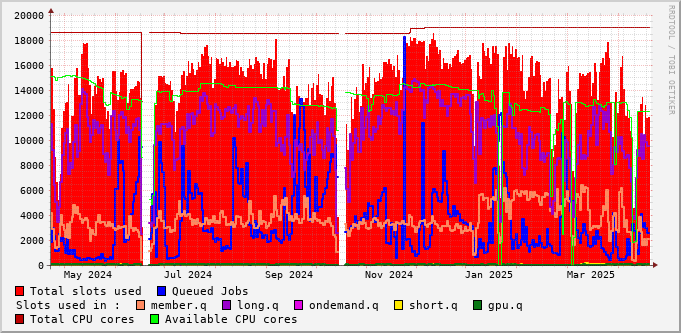 RRDTOOL / TOBI OETIKER
20000
18000
16000
14000
12000
10000
8000
6000
4000
2000
0
May 2024 Jul 2024 Sep 2024 Nov 2024 Jan 2025 Mar 2025
Total slots used Queued Jobs
Slots used in : member.q long.q ondemand.q short.q gpu.q
Total CPU cores Available CPU cores